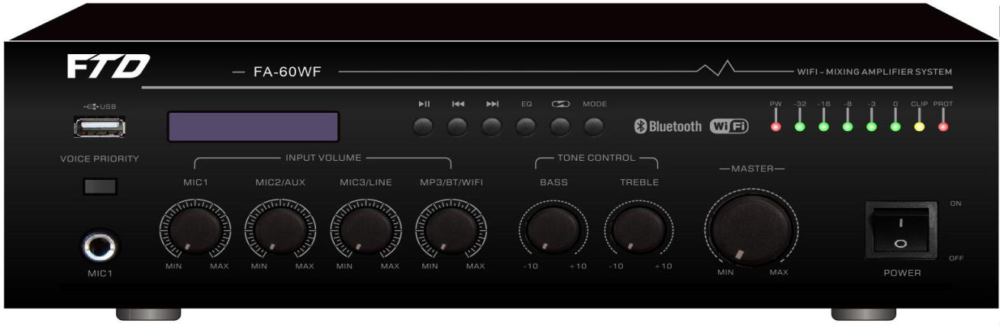 FTD
FA-60WF
WIFI - MIXING AMPLIFIER SYSTEM
USB
EQ
MODE
Bluetooth
WiFi
PW -32 -16 -8 -3 0 CLIP PROT
VOICE PRIORITY
INPUT VOLUME
TONE CONTROL
MASTER
MIC1
MIC2/AUX
MIC3/LINE
MP3/BT/WIFI
BASS
TREBLE
ON
I
O
OFF
MIN MAX
MIN MAX
MIN MAX
MIN MAX
-10 +10
-10 +10
MIN MAX
MIC1
POWER